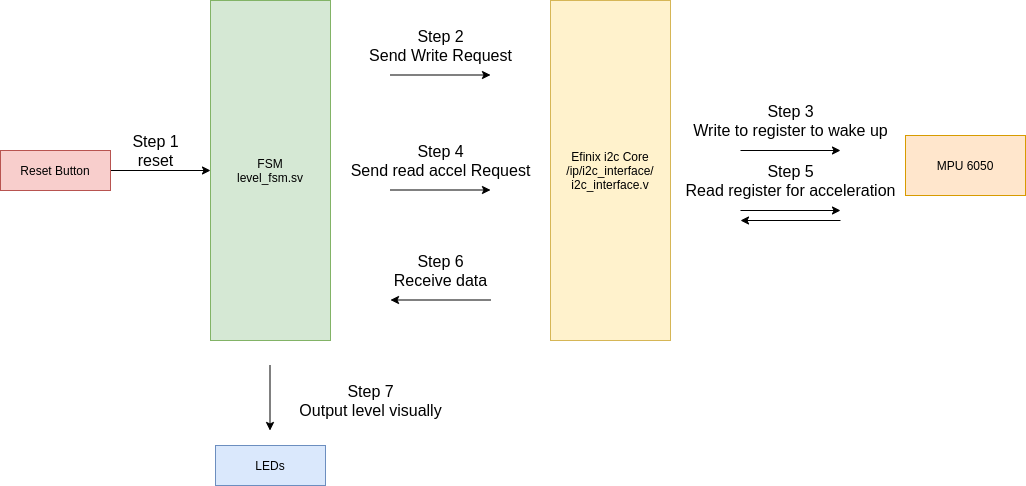 Step 1
reset
Reset Button
FSM
level_fsm.sv
Step 2
Send Write Request
Step 4
Send read accel Request
Step 6
Receive data
Efinix i2c Core
/ip/i2c_interface/
i2c_interface.v
Step 3
Write to register to wake up
Step 5
Read register for acceleration
MPU 6050
Step 7
Output level visually
LEDs